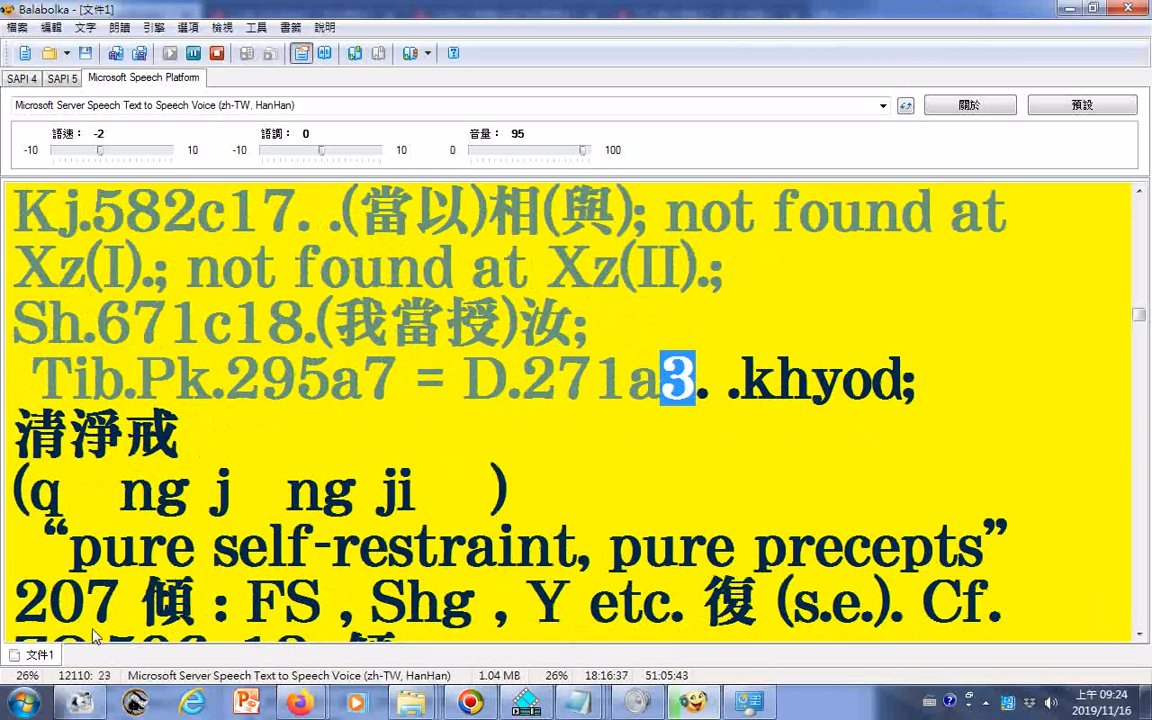 Balabolka - [文件1]
檔案 編輯 文字 朗讀 引擎 選項 檢視 工具 書籤 說明
SAPI 4 SAPI 5 Microsoft Speech Platform
Microsoft Server Speech Text to Speech Voice (zh-TW, HanHan) 關於 預設
語速： -2 語調： 0 音量： 95
-10 10 -10 10 0 100
Kj.582c17. .(當以)相(與); not found at
Xz(I).; not found at Xz(II).;
Sh.671c18.(我當授)汝;
Tib.Pk.295a7 = D.271a3. .khyod;
清淨戒
(q ng j ng ji )
“pure self-restraint, pure precepts”
207 傾 : FS , Shg , Y etc. 復 (s.e.). Cf.
文件1
26% 12110: 23 Microsoft Server Speech Text to Speech Voice (zh-TW, HanHan) 1.04 MB 26% 18:16:37 51:05:43
上午 09:24
2019/11/16